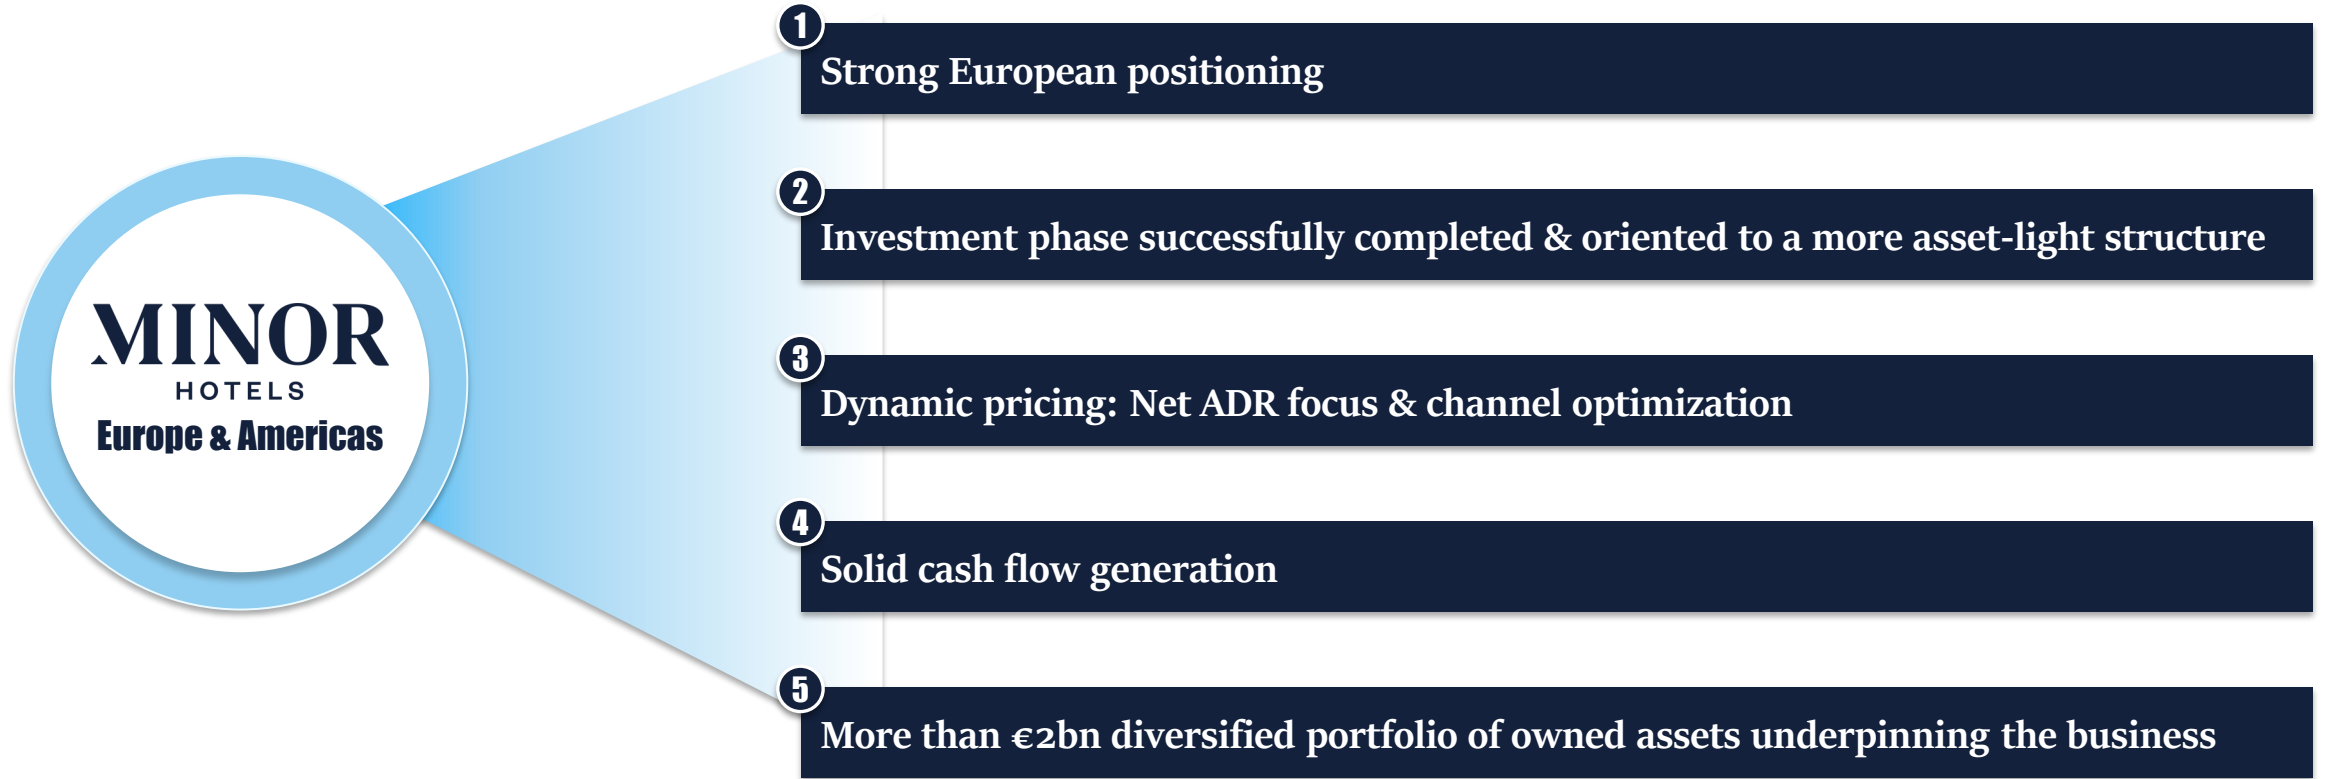 MINOR
HOTELS
Europe & Americas
1
Strong European positioning
2
Investment phase successfully completed & oriented to a more asset-light structure
3
Dynamic pricing: Net ADR focus & channel optimization
4
Solid cash flow generation
5
More than €2bn diversified portfolio of owned assets underpinning the business